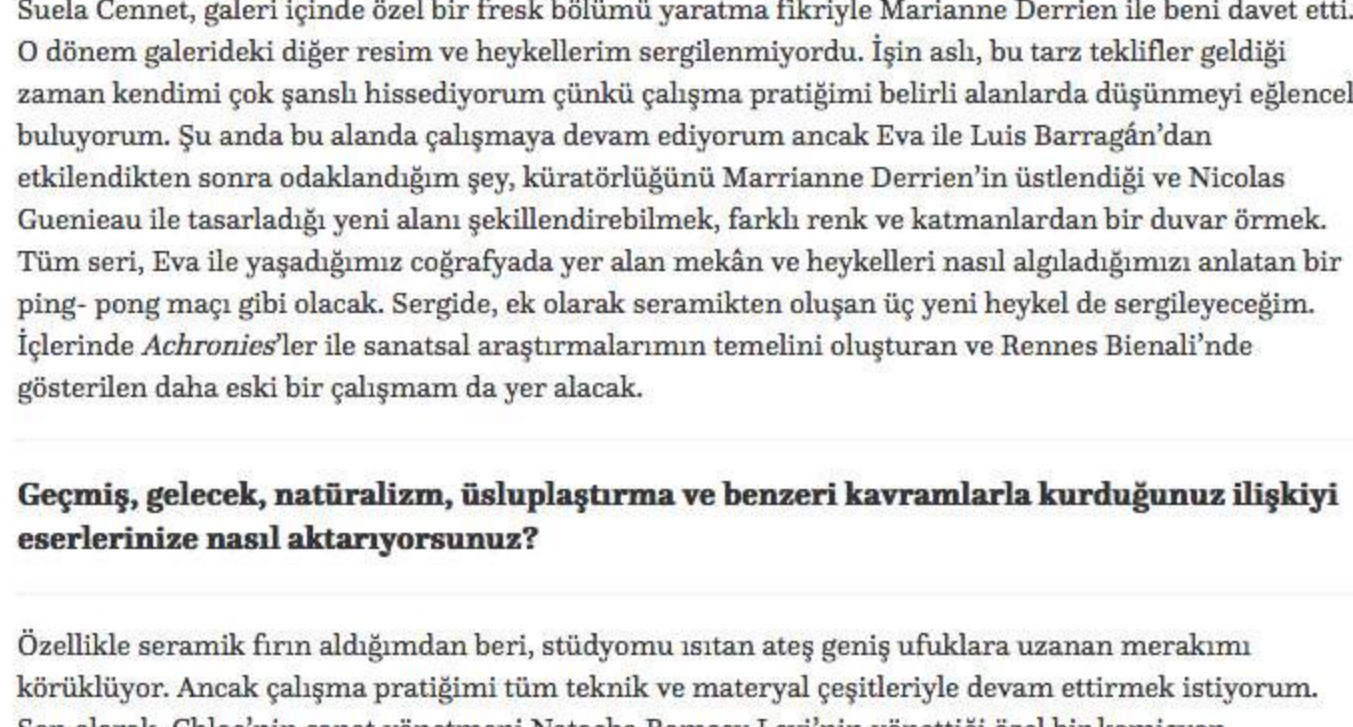 Suela Cennet, galeri içinde özel bir fresk bölümü yaratma fikriyle Marianne Derrien ile beni davet etti.
O dönem galerideki diğer resim ve heykellerim sergilenmiyordu. İşin aslı, bu tarz teklifler geldiği
zaman kendimi çok şanslı hissediyorum çünkü çalışma pratiğimi belirli alanlarda düşünmeyi eğlencel
buluyorum. Şu anda bu alanda çalışmaya devam ediyorum ancak Eva ile Luis Barragán’dan
etkilendikten sonra odaklandığım şey, küratörlüğünü Marrianne Derrien’in üstlendiği ve Nicolas
Guenieau ile tasarladığı yeni alanı şekillendirebilmek, farklı renk ve katmanlardan bir duvar örmek.
Tüm seri, Eva ile yaşadığımız coğrafyada yer alan mekân ve heykelleri nasıl algıladığımızı anlatan bir
ping- pong maçı gibi olacak. Sergide, ek olarak seramikten oluşan üç yeni heykel de sergileyeceğim.
İçlerinde Achronies’ler ile sanatsal araştırmalarımın temelini oluşturan ve Rennes Bienali’nde
gösterilen daha eski bir çalışmam da yer alacak.
Geçmiş, gelecek, natüralizm, üsluplaştırma ve benzeri kavramlarla kurduğunuz ilişkiyi
eserlerinize nasıl aktarıyorsunuz?
Özellikle seramik fırın aldığımdan beri, stüdyomu ısıtan ateş geniş ufuklara uzanan merakımı
körüklüyor. Ancak çalışma pratiğimi tüm teknik ve materyal çeşitleriyle devam ettirmek istiyorum.